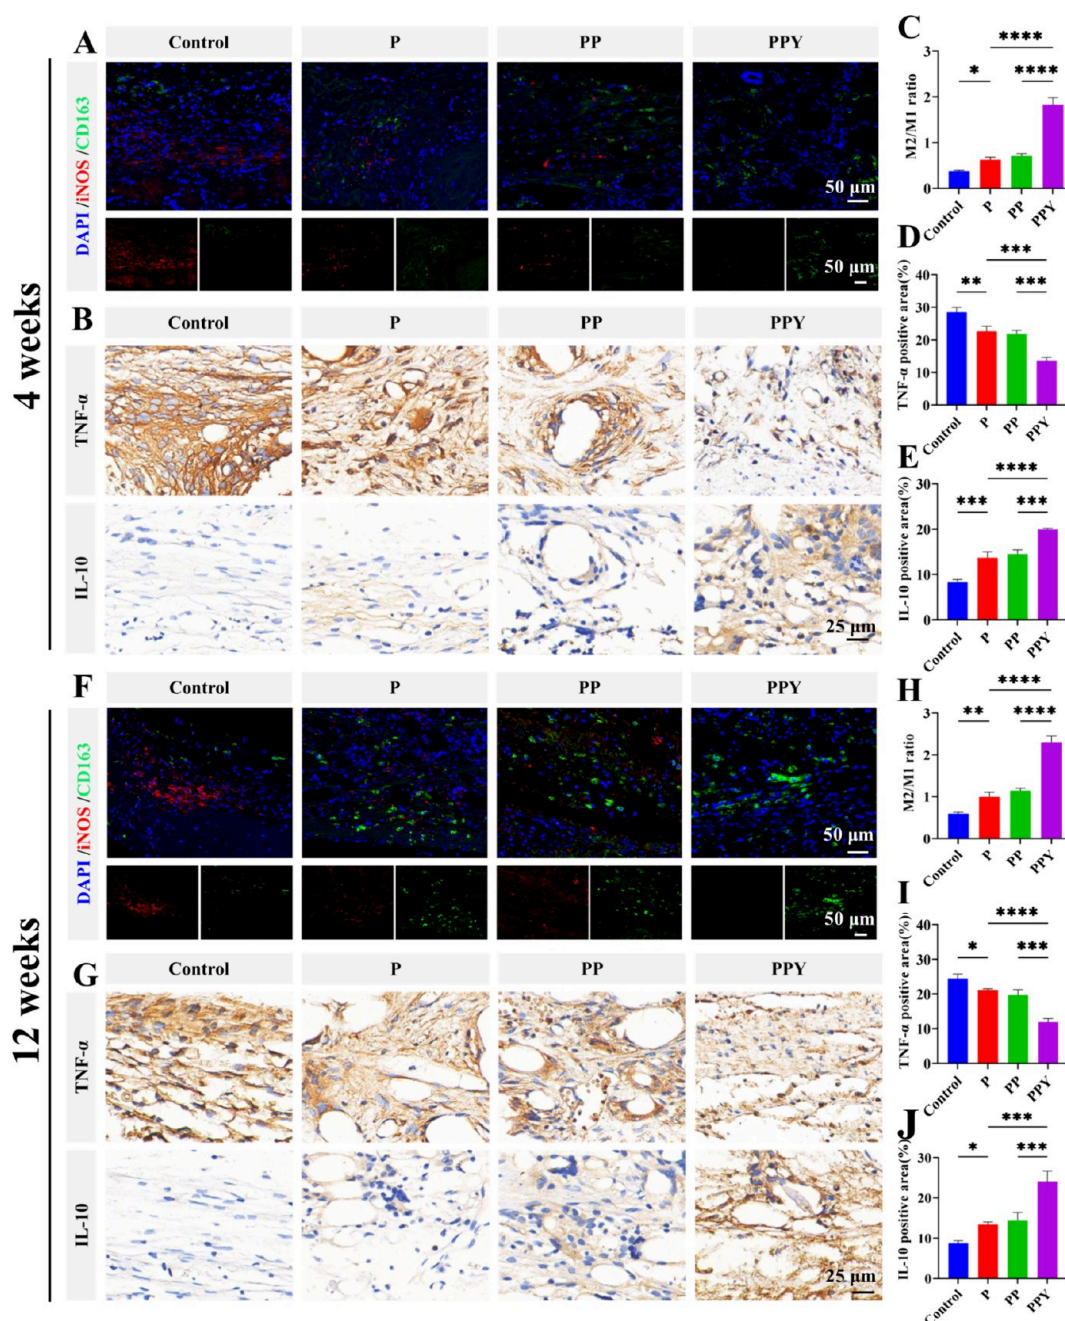 4 weeks
A
Control
P
PP
PPY
DAPI /iNOS /CD163
50 μm
50 μm
B
Control
P
PP
PPY
TNF-α
IL-10
25 μm
C
M2/M1 ratio
3
2
1
0
*
****
****
Control
P
PP
PPY
D
TNF-α positive area(%)
40
30
20
10
0
**
***
***
Control
P
PP
PPY
E
IL-10 positive area(%)
30
20
10
0
***
***
****
Control
P
PP
PPY
12 weeks
F
Control
P
PP
PPY
DAPI /iNOS /CD163
50 μm
50 μm
G
Control
P
PP
PPY
TNF-α
IL-10
25 μm
H
M2/M1 ratio
3
2
1
0
**
****
****
Control
P
PP
PPY
I
TNF-α positive area(%)
40
30
20
10
0
*
***
****
Control
P
PP
PPY
J
IL-10 positive area(%)
30
20
10
0
*
***
***
Control
P
PP
PPY